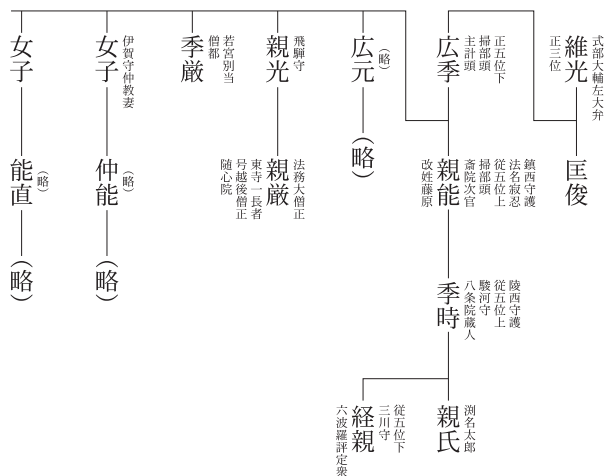 式部大輔左大弁
維光
正三位
匡俊
正五位下
掃部頭
主計頭
広季
鎮西守護
法名寂忍
従五位上
掃部頭
斎院次官
親能
改姓藤原
陵西守護
従五位上
駿河守
八条院蔵人
季時
渕名太郎
親氏
従五位下
三川守
経親
六波羅評定衆
(略)
広元
(略)
飛騨守
親光
法務大僧正
親厳
東寺一長者
号越後僧正
随心院
若宮別当
季厳
僧都
伊賀守仲教妻
女子
(略)
仲能
(略)
女子
(略)
能直
(略)